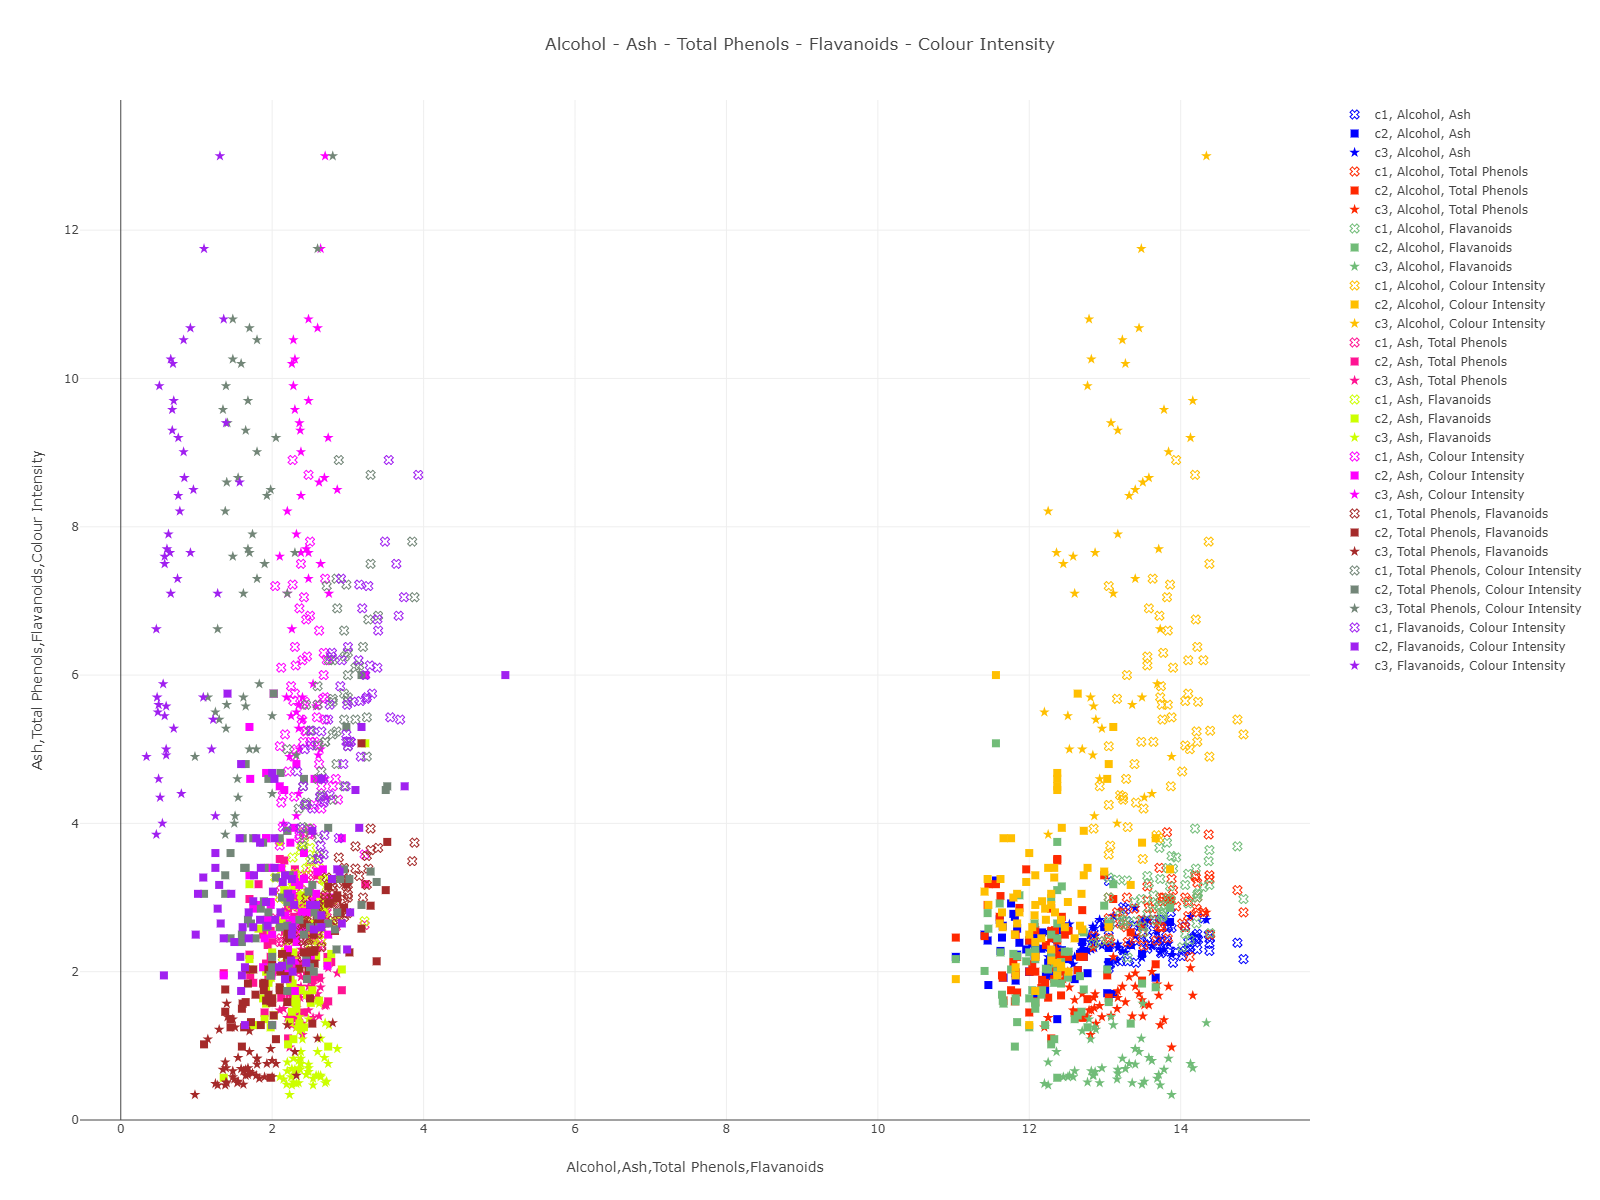 Alcohol - Ash - Total Phenols - Flavanoids - Colour Intensity
Ash,Total Phenols,Flavanoids,Colour Intensity
12
10
8
6
4
2
0
0 2 4 6 8 10 12 14
Alcohol,Ash,Total Phenols,Flavanoids
c1, Alcohol, Ash
c2, Alcohol, Ash
c3, Alcohol, Ash
c1, Alcohol, Total Phenols
c2, Alcohol, Total Phenols
c3, Alcohol, Total Phenols
c1, Alcohol, Flavanoids
c2, Alcohol, Flavanoids
c3, Alcohol, Flavanoids
c1, Alcohol, Colour Intensity
c2, Alcohol, Colour Intensity
c3, Alcohol, Colour Intensity
c1, Ash, Total Phenols
c2, Ash, Total Phenols
c3, Ash, Total Phenols
c1, Ash, Flavanoids
c2, Ash, Flavanoids
c3, Ash, Flavanoids
c1, Ash, Colour Intensity
c2, Ash, Colour Intensity
c3, Ash, Colour Intensity
c1, Total Phenols, Flavanoids
c2, Total Phenols, Flavanoids
c3, Total Phenols, Flavanoids
c1, Total Phenols, Colour Intensity
c2, Total Phenols, Colour Intensity
c3, Total Phenols, Colour Intensity
c1, Flavanoids, Colour Intensity
c2, Flavanoids, Colour Intensity
c3, Flavanoids, Colour Intensity